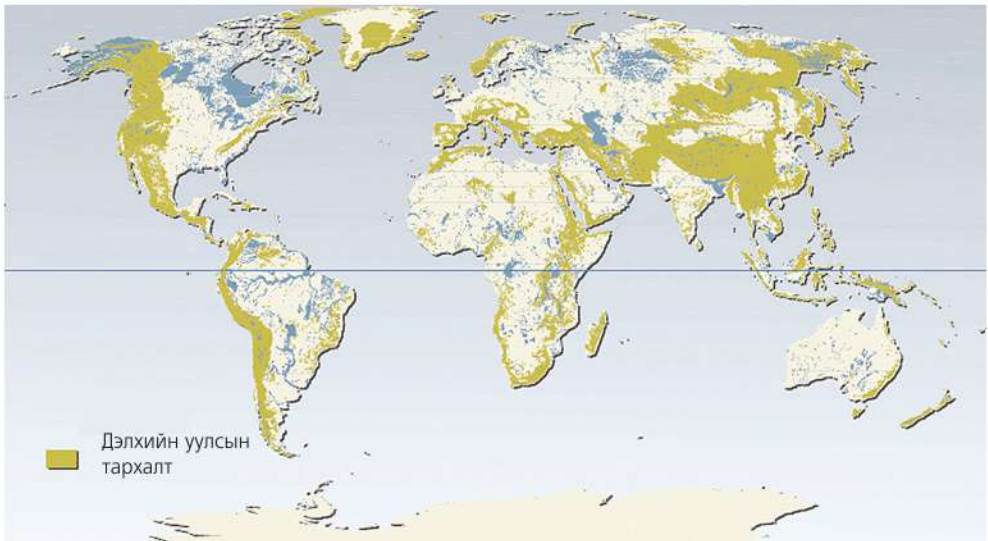 Дэлхийн уулсын
тархалт